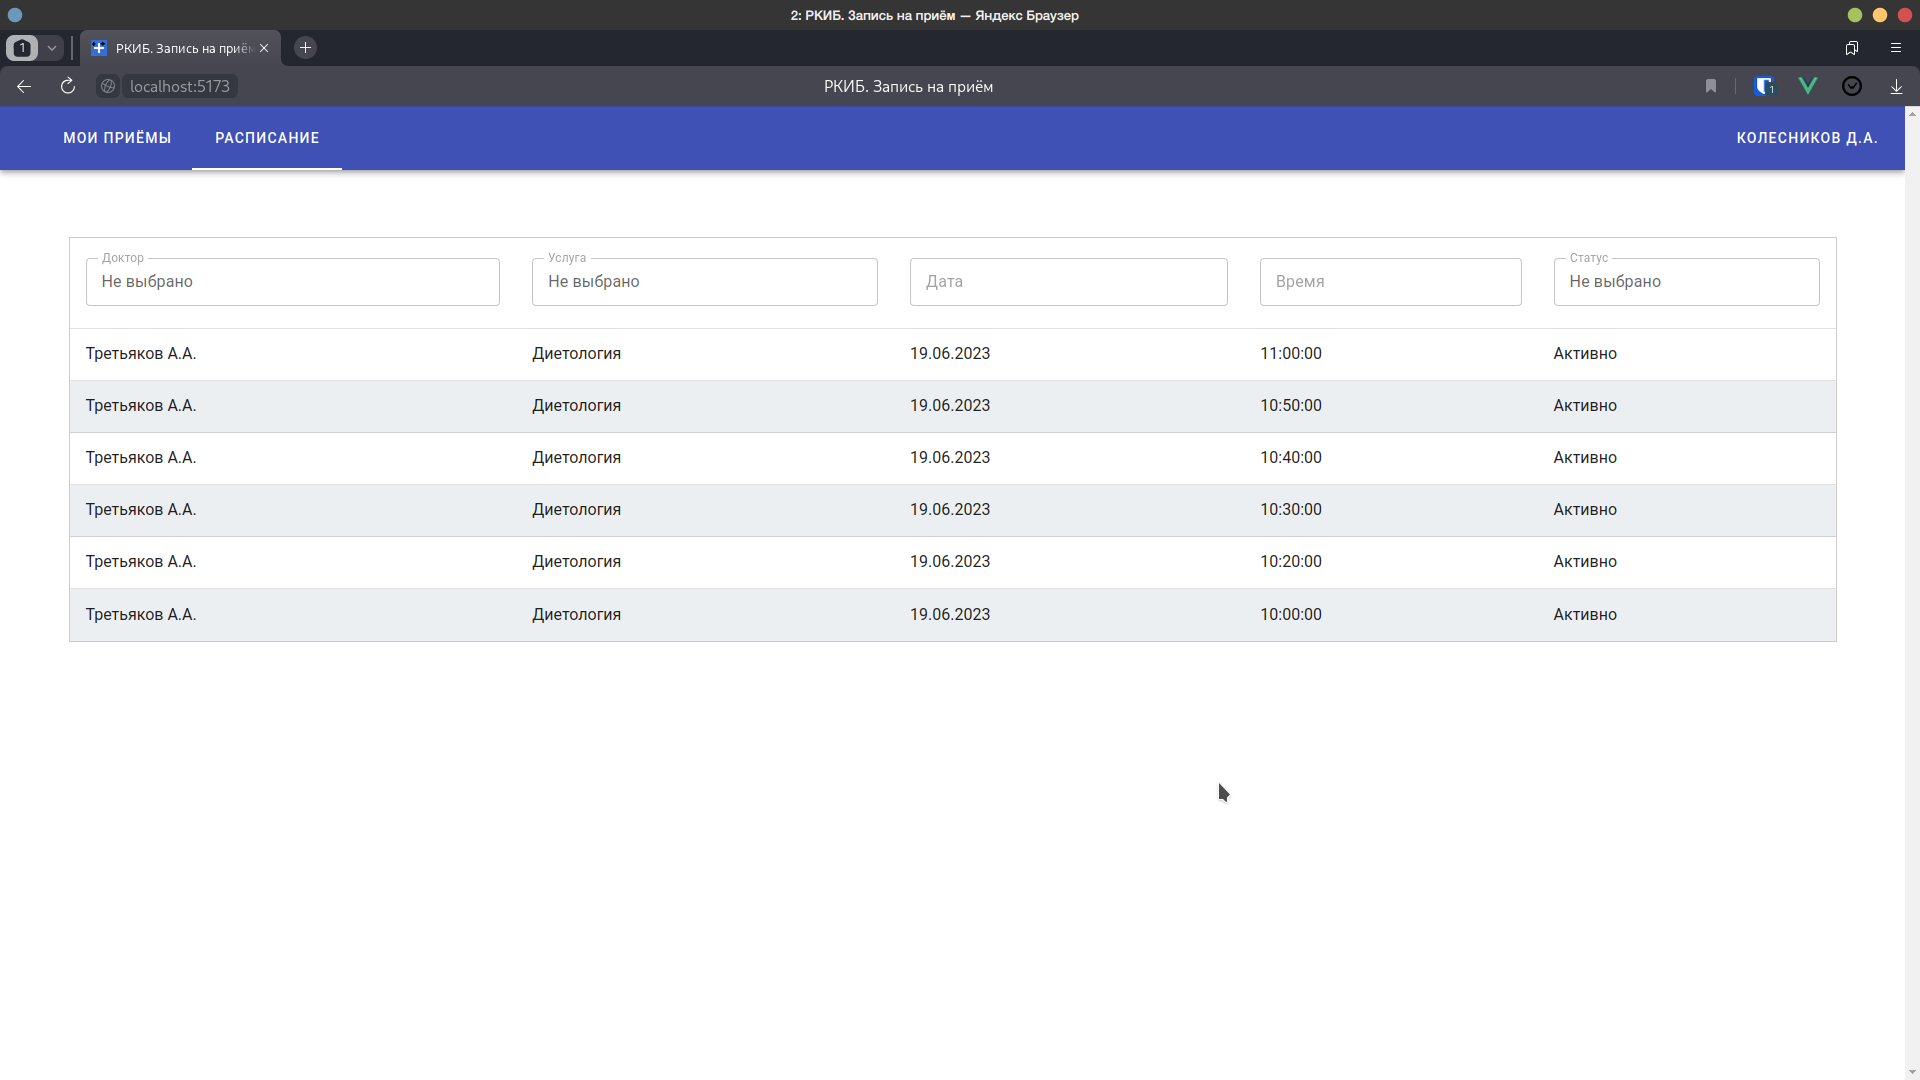 2: РКИБ. Запись на приём — Яндекс Браузер
1 РКИБ. Запись на приём
localhost:5173 РКИБ. Запись на приём 1
МОИ ПРИЁМЫ РАСПИСАНИЕ КОЛЕСНИКОВ Д.А.
Доктор Услуга Статус
Не выбрано Не выбрано Дата Время Не выбрано
Третьяков А.А. Диетология 19.06.2023 11:00:00 Активно
Третьяков А.А. Диетология 19.06.2023 10:50:00 Активно
Третьяков А.А. Диетология 19.06.2023 10:40:00 Активно
Третьяков А.А. Диетология 19.06.2023 10:30:00 Активно
Третьяков А.А. Диетология 19.06.2023 10:20:00 Активно
Третьяков А.А. Диетология 19.06.2023 10:00:00 Активно